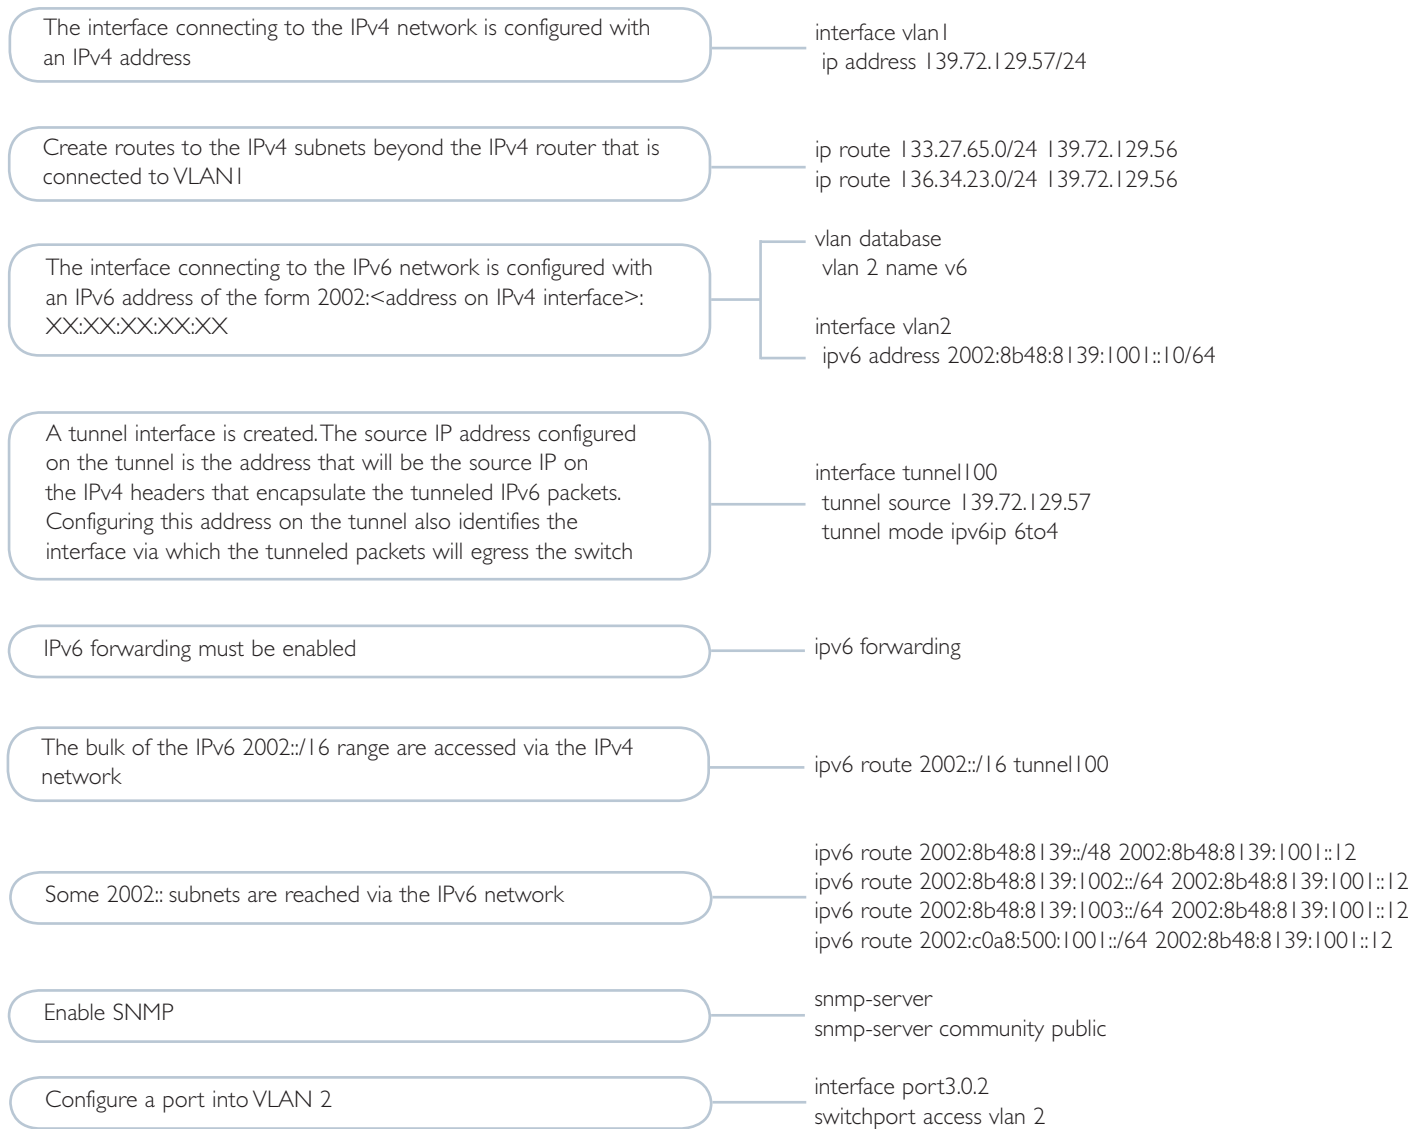 The interface connecting to the IPv4 network is configured with
an IPv4 address
interface vlan1
ip address 139.72.129.57/24
Create routes to the IPv4 subnets beyond the IPv4 router that is
connected to VLAN1
ip route 133.27.65.0/24 139.72.129.56
ip route 136.34.23.0/24 139.72.129.56
The interface connecting to the IPv6 network is configured with
an IPv6 address of the form 2002:<address on IPv4 interface>:
XX:XX:XX:XX:XX
vlan database
vlan 2 name v6
interface vlan2
ipv6 address 2002:8b48:8139:1001::10/64
A tunnel interface is created. The source IP address configured
on the tunnel is the address that will be the source IP on
the IPv4 headers that encapsulate the tunneled IPv6 packets.
Configuring this address on the tunnel also identifies the
interface via which the tunneled packets will egress the switch
interface tunnel100
tunnel source 139.72.129.57
tunnel mode ipv6ip 6to4
IPv6 forwarding must be enabled
ipv6 forwarding
The bulk of the IPv6 2002::/16 range are accessed via the IPv4
network
ipv6 route 2002::/16 tunnel100
Some 2002:: subnets are reached via the IPv6 network
ipv6 route 2002:8b48:8139::/48 2002:8b48:8139:1001::12
ipv6 route 2002:8b48:8139:1002::/64 2002:8b48:8139:1001::12
ipv6 route 2002:8b48:8139:1003::/64 2002:8b48:8139:1001::12
ipv6 route 2002:c0a8:500:1001::/64 2002:8b48:8139:1001::12
Enable SNMP
snmp-server
snmp-server community public
Configure a port into VLAN 2
interface port3.0.2
switchport access vlan 2